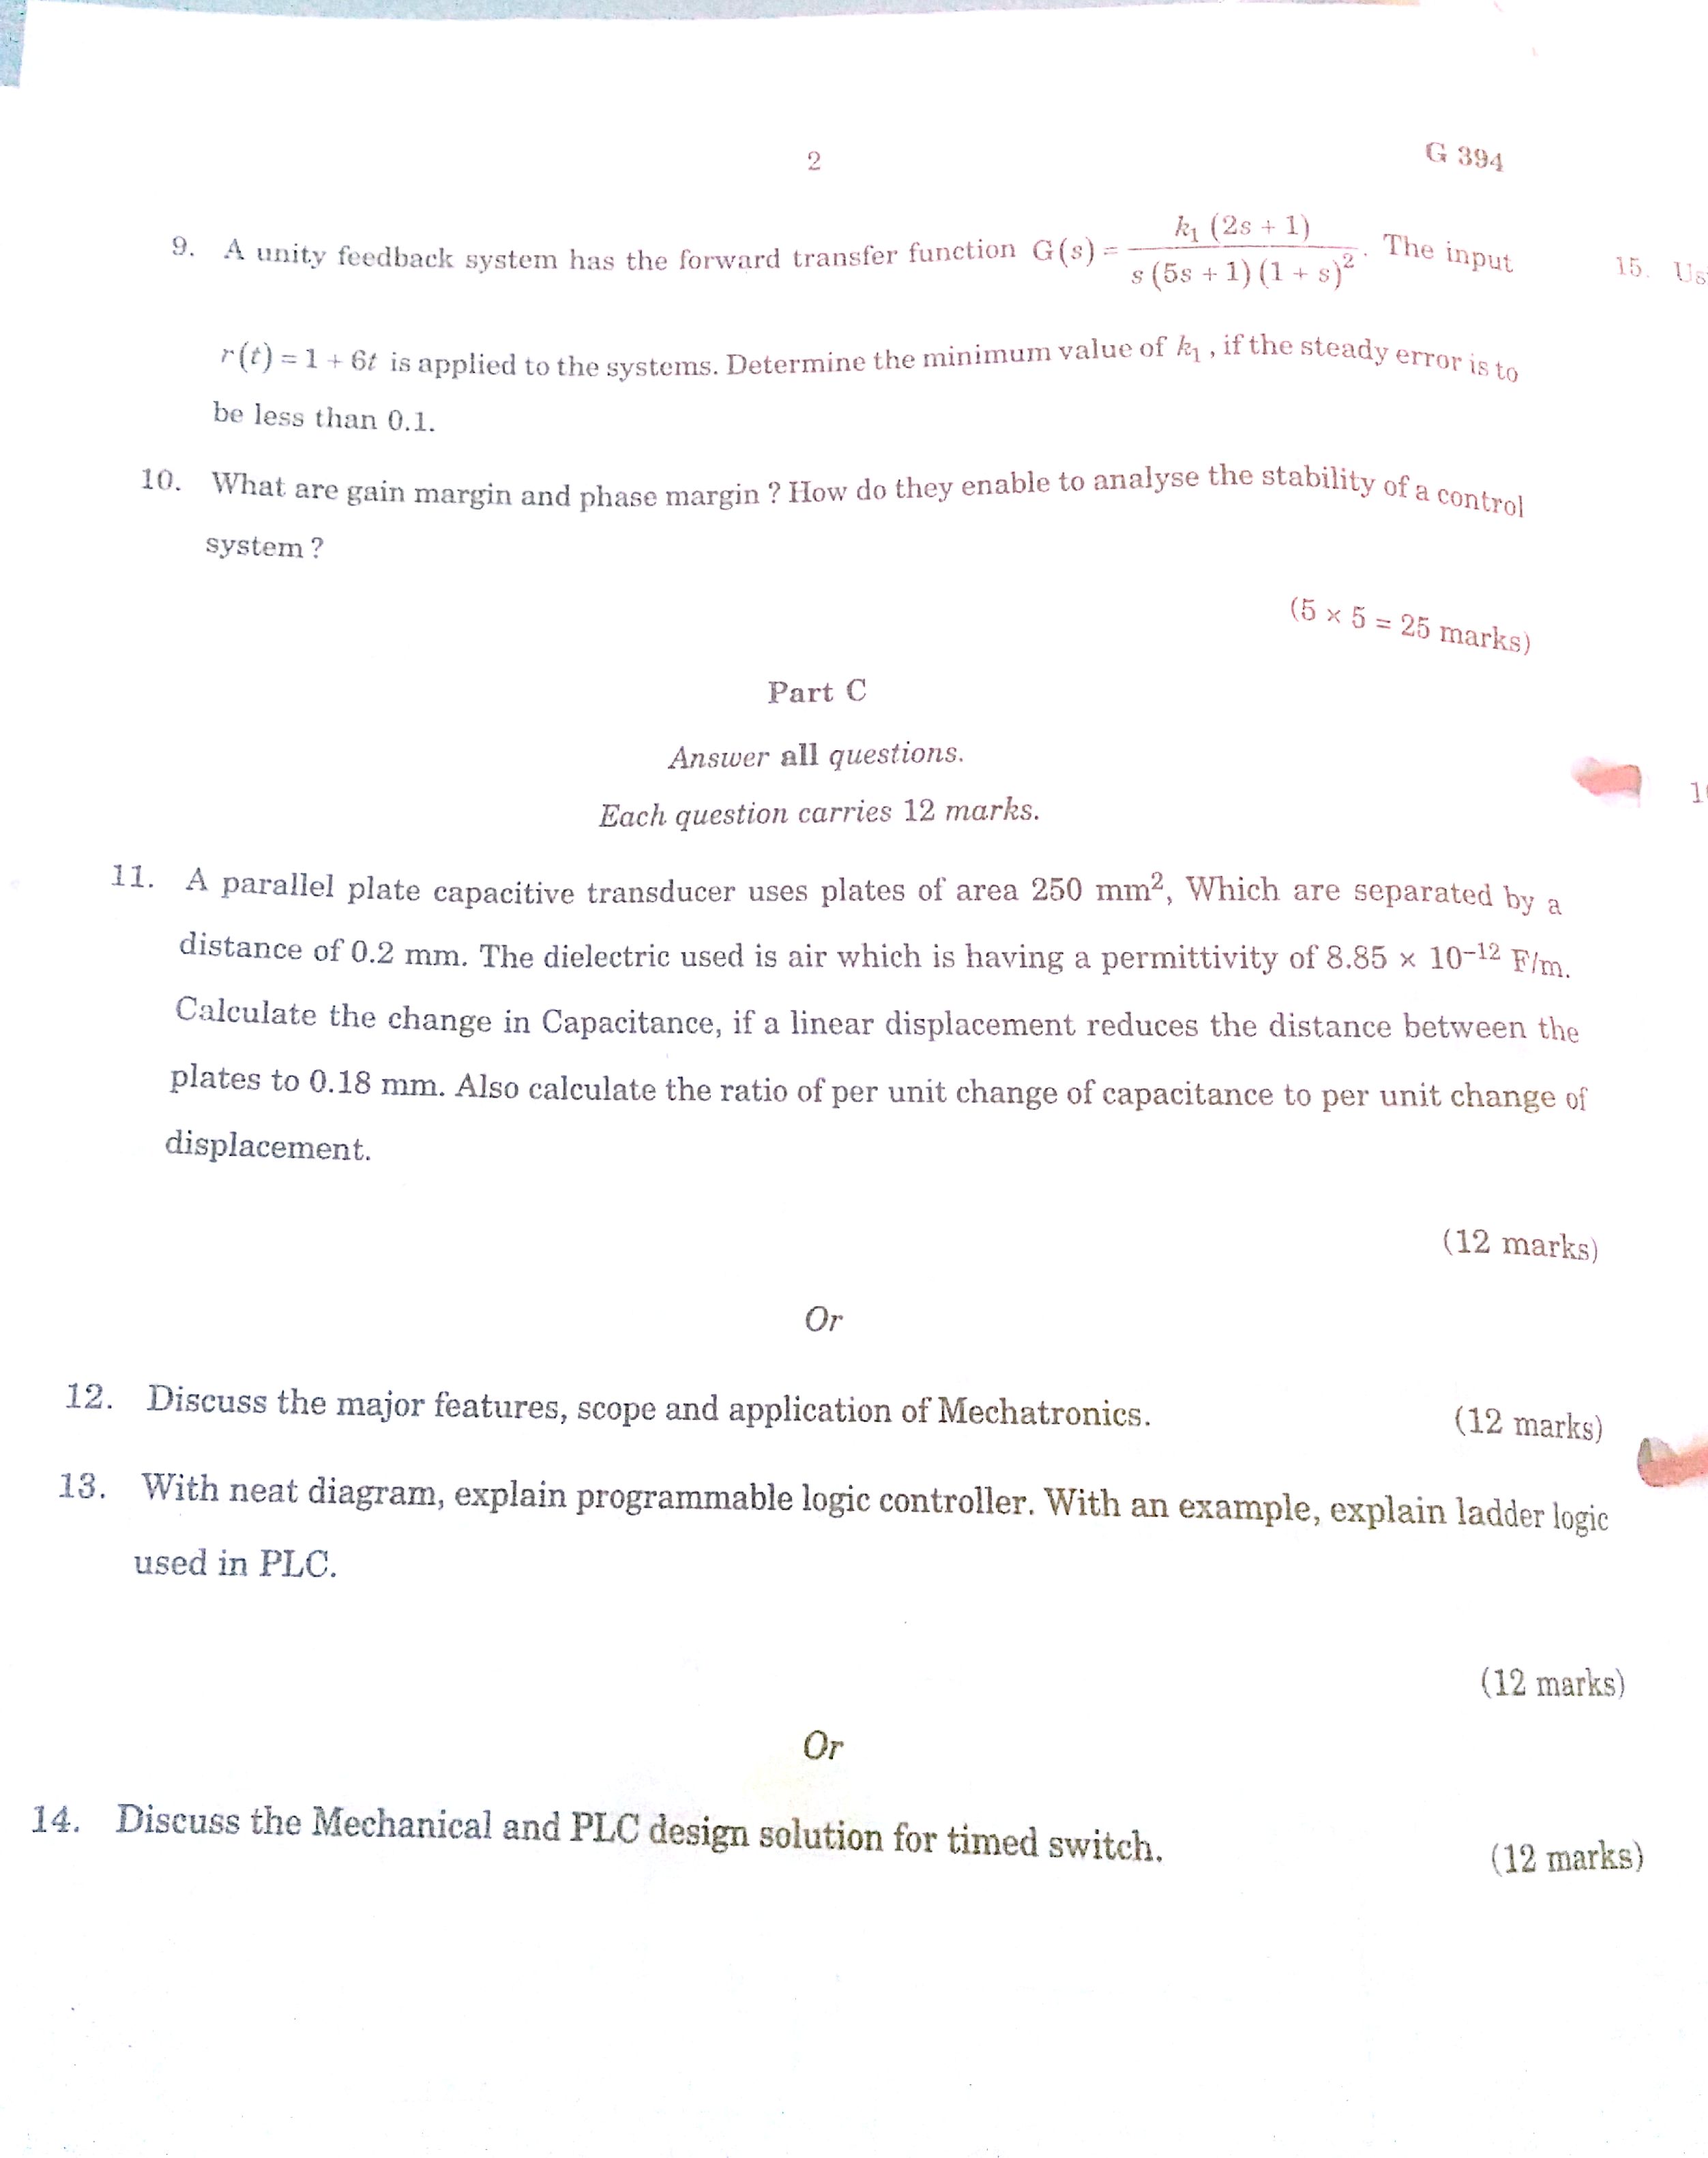 2
G 394
9. A unity feedback system has the forward transfer function G(s) = k₁ (2s + 1) / s (5s + 1) (1 + s)². The input
r(t) = 1 + 6t is applied to the systems. Determine the minimum value of k₁ , if the steady error is to
be less than 0.1.
10. What are gain margin and phase margin ? How do they enable to analyse the stability of a control
system ?
(5 × 5 = 25 marks)
Part C
Answer all questions.
Each question carries 12 marks.
11. A parallel plate capacitive transducer uses plates of area 250 mm², Which are separated by a
distance of 0.2 mm. The dielectric used is air which is having a permittivity of 8.85 × 10⁻¹² F/m.
Calculate the change in Capacitance, if a linear displacement reduces the distance between the
plates to 0.18 mm. Also calculate the ratio of per unit change of capacitance to per unit change of
displacement.
(12 marks)
Or
12. Discuss the major features, scope and application of Mechatronics. (12 marks)
13. With neat diagram, explain programmable logic controller. With an example, explain ladder logic
used in PLC.
(12 marks)
Or
14. Discuss the Mechanical and PLC design solution for timed switch. (12 marks)
15.